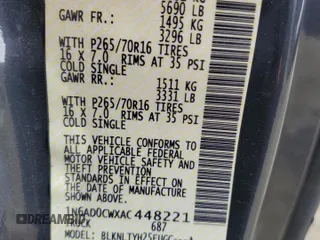 5690 LB
GAWR FR: 1495 KG
3296 LB
WITH P265/70R16 TIRES
16 X 7.0 RIMS AT 35 PSI
COLD SINGLE
GAWR RR: 1511 KG
3331 LB
WITH P265/70R16 TIRES
16 X 7.0 RIMS AT 35 PSI
COLD SINGLE
THIS VEHICLE CONFORMS TO
ALL APPLICABLE FEDERAL
MOTOR VEHICLE SAFETY AND
THEFT PREVENTION STANDARDS
IN EFFECT ON THE DATE OF
MANUFACTURE SHOWN ABOVE.
1N6AD0CWXAC448221
TRUCK 687
MODEL:
DREAMBID